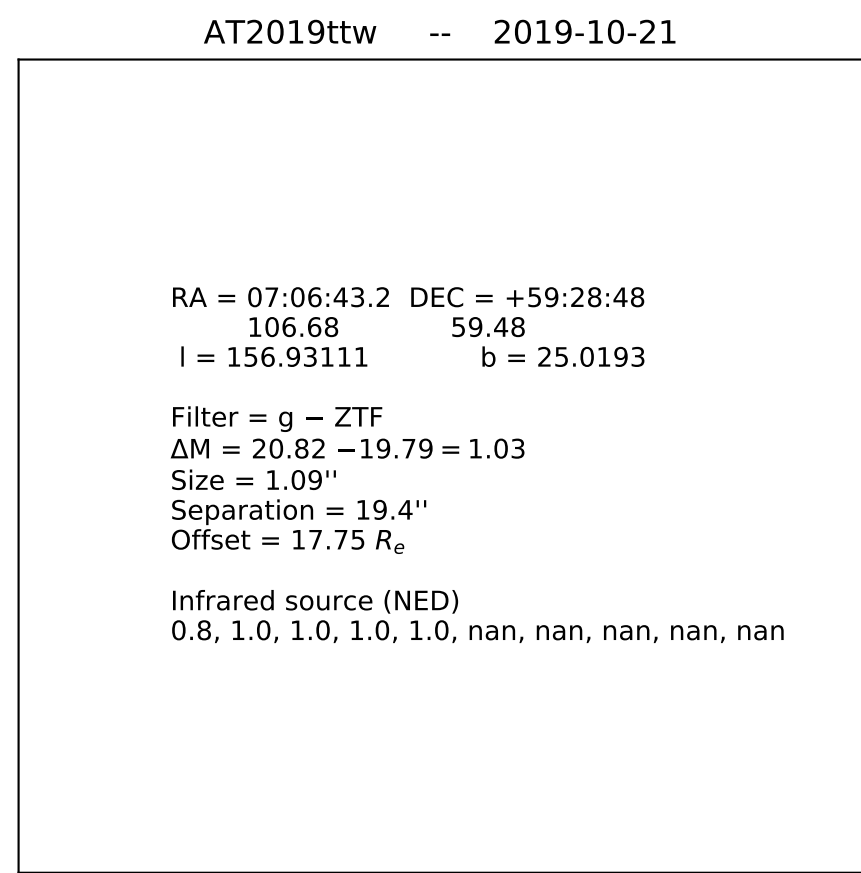 AT2019ttw -- 2019-10-21
RA = 07:06:43.2 DEC = +59:28:48
106.68 59.48
l = 156.93111 b = 25.0193
Filter = g − ZTF
ΔM = 20.82 −19.79 = 1.03
Size = 1.09''
Separation = 19.4''
Offset = 17.75 Rₑ
Infrared source (NED)
0.8, 1.0, 1.0, 1.0, 1.0, nan, nan, nan, nan, nan